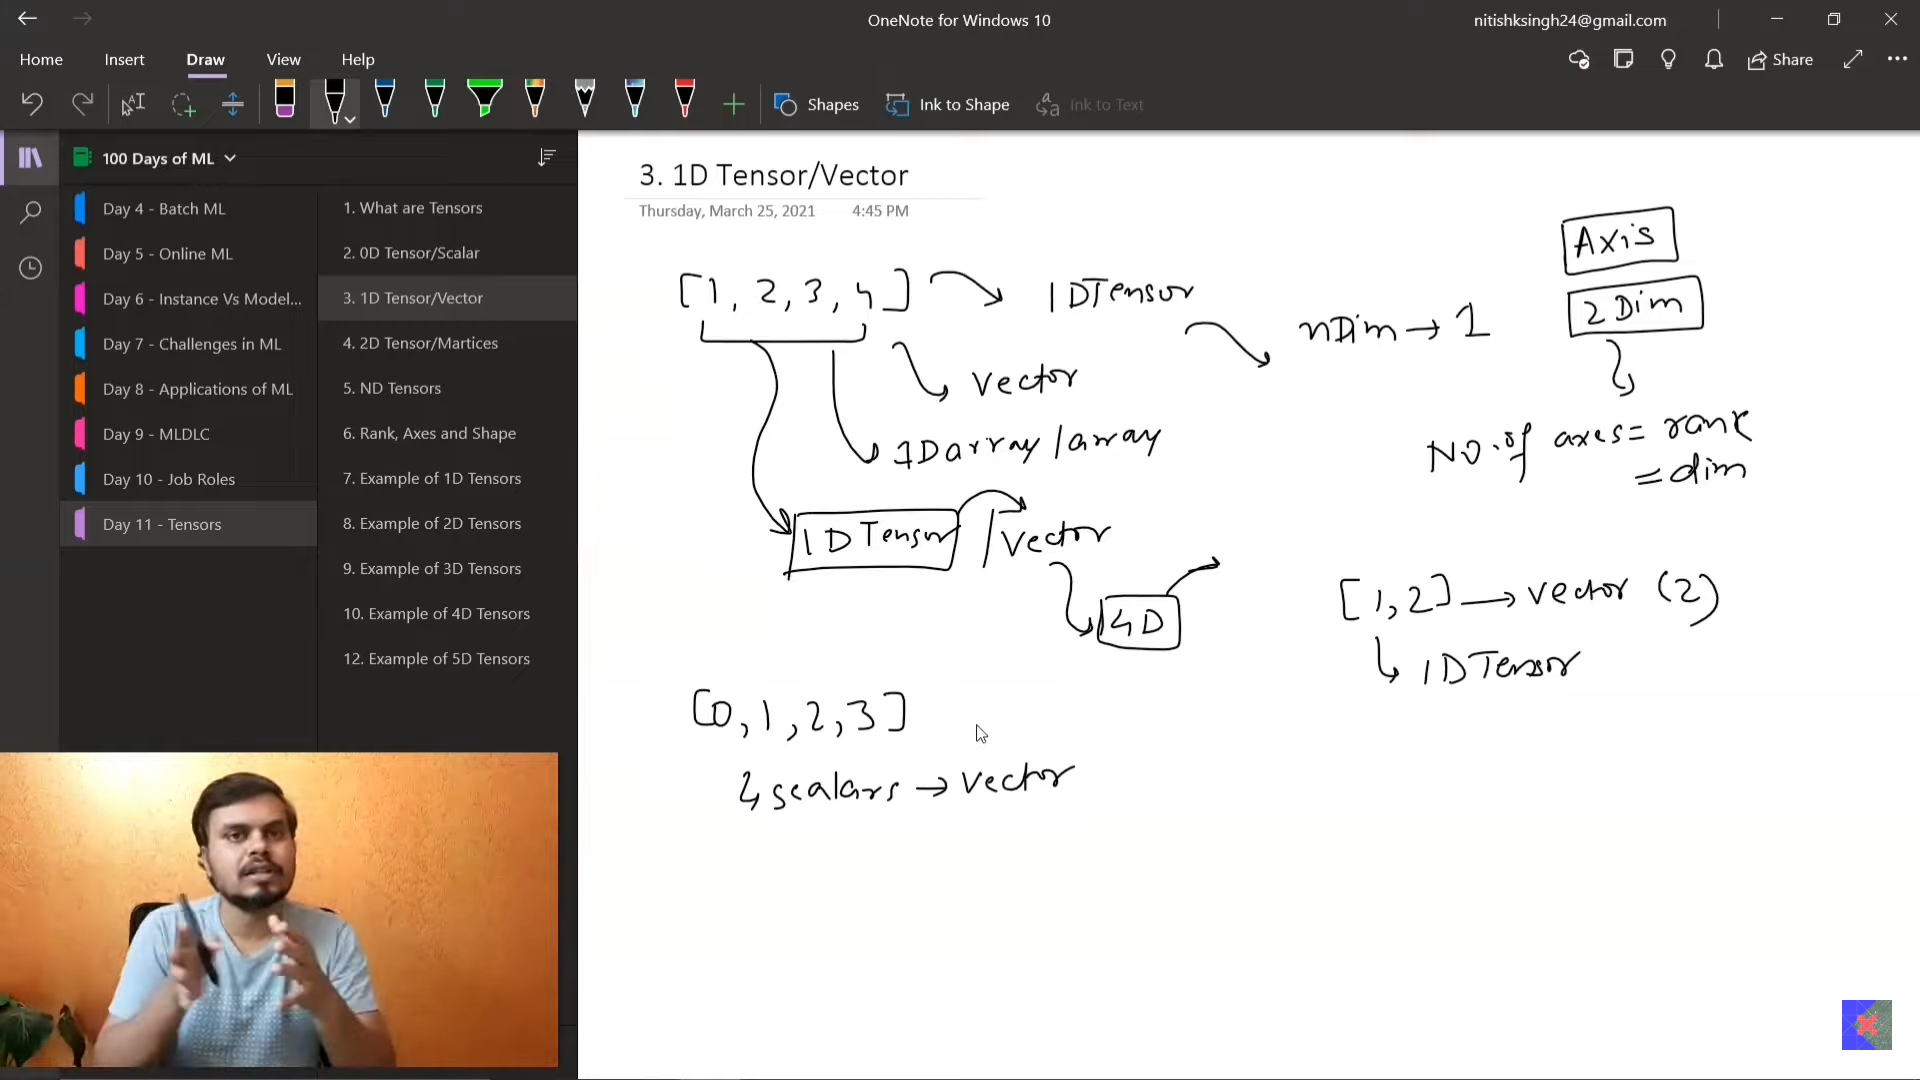 OneNote for Windows 10
nitishksingh24@gmail.com
Home Insert Draw View Help
Share
Shapes Ink to Shape Ink to Text
100 Days of ML
Day 4 - Batch ML
Day 5 - Online ML
Day 6 - Instance Vs Model...
Day 7 - Challenges in ML
Day 8 - Applications of ML
Day 9 - MLDLC
Day 10 - Job Roles
Day 11 - Tensors
1. What are Tensors
2. 0D Tensor/Scalar
3. 1D Tensor/Vector
4. 2D Tensor/Martices
5. ND Tensors
6. Rank, Axes and Shape
7. Example of 1D Tensors
8. Example of 2D Tensors
9. Example of 3D Tensors
10. Example of 4D Tensors
12. Example of 5D Tensors
3. 1D Tensor/Vector
Thursday, March 25, 2021 4:45 PM
[1, 2, 3, 4] 1DTensor
nDim → 1
Vector
1D array / array
1D Tensor / Vector
4D
[0, 1, 2, 3]
4 scalars → vector
Axis
2 Dim
No. of axes = rank
= dim
[1,2] → vector (2)
1D Tensor